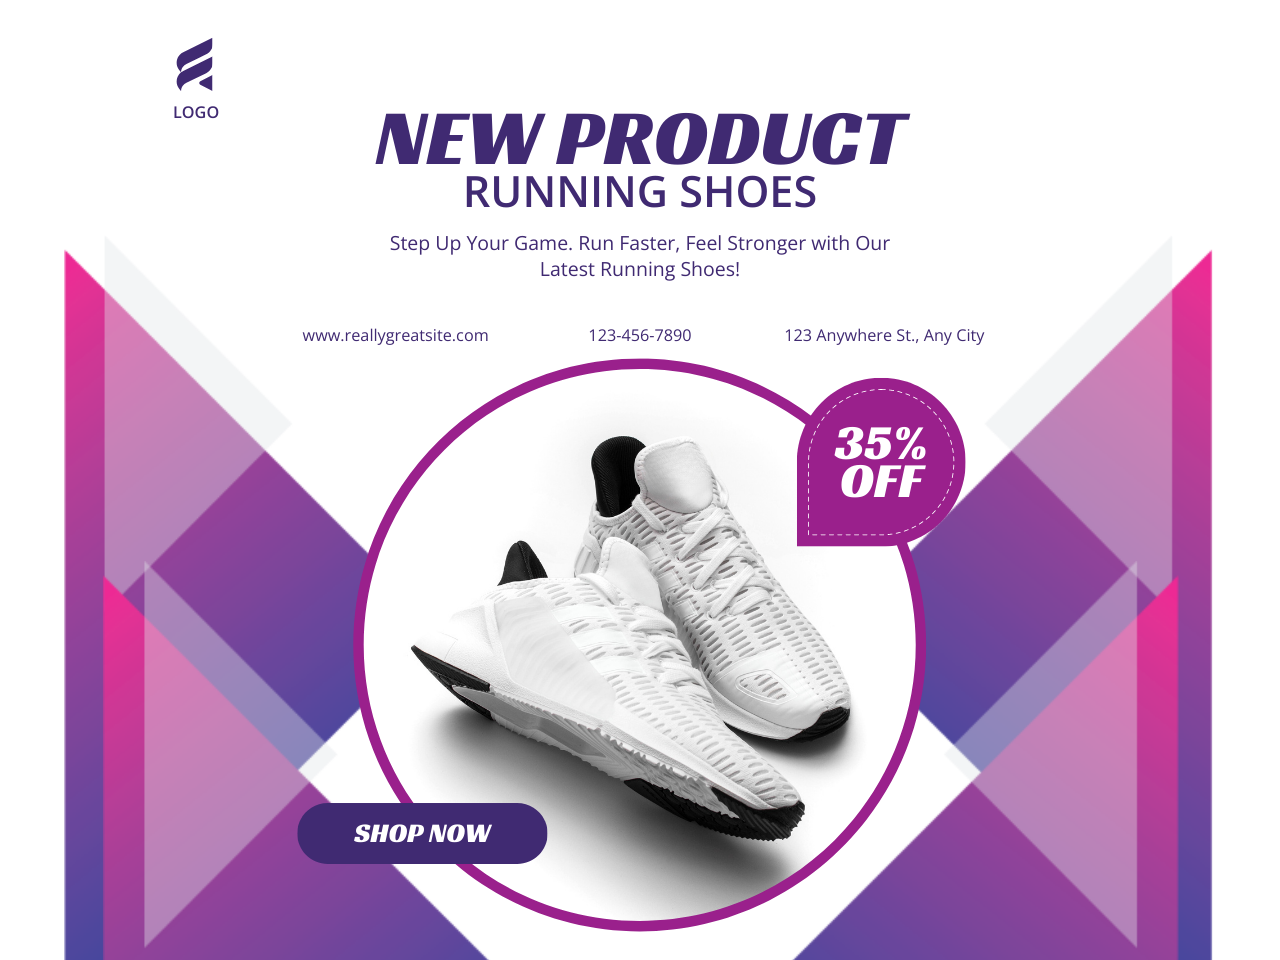 LOGO
NEW PRODUCT
RUNNING SHOES
Step Up Your Game. Run Faster, Feel Stronger with Our
Latest Running Shoes!
www.reallygreatsite.com
123-456-7890
123 Anywhere St., Any City
35%
OFF
SHOP NOW